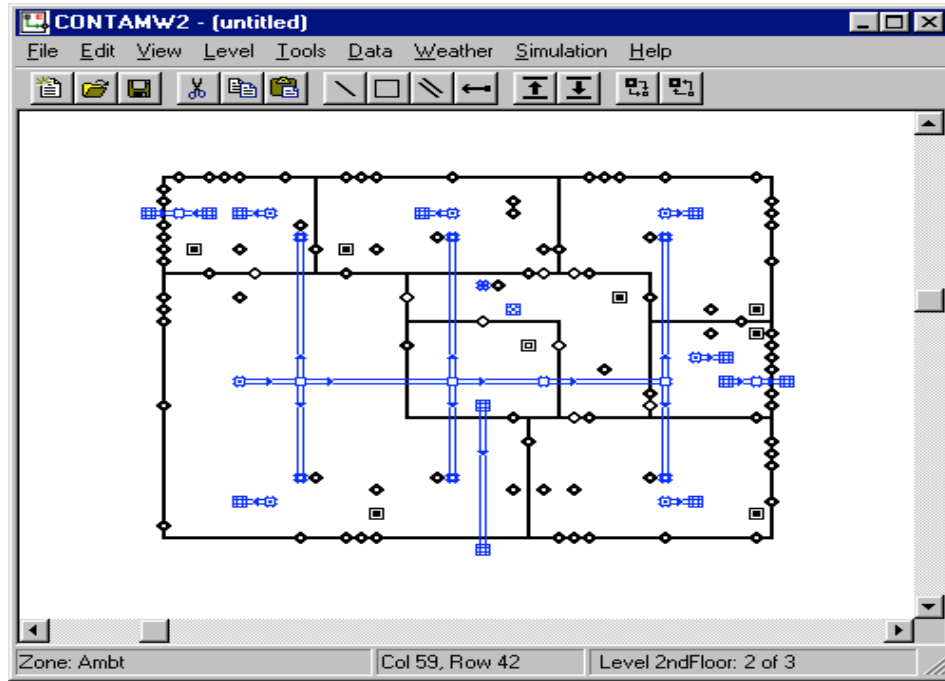 CONTAMW2 - (untitled)
File Edit View Level Tools Data Weather Simulation Help
Zone: Ambt Col 59, Row 42 Level 2ndFloor: 2 of 3